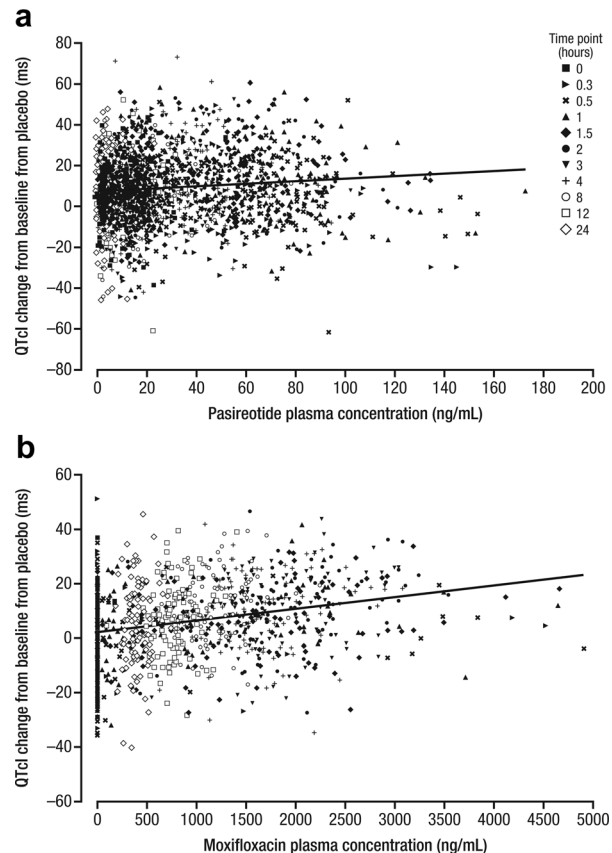 a
QTcI change from baseline from placebo (ms)
80
60
40
20
0
−20
−40
−60
−80
0 20 40 60 80 100 120 140 160 180 200
Pasireotide plasma concentration (ng/mL)
Time point
(hours)
0
0.3
0.5
1
1.5
2
3
4
8
12
24
b
QTcI change from baseline from placebo (ms)
60
40
20
0
−20
−40
−60
0 500 1000 1500 2000 2500 3000 3500 4000 4500 5000
Moxifloxacin plasma concentration (ng/mL)